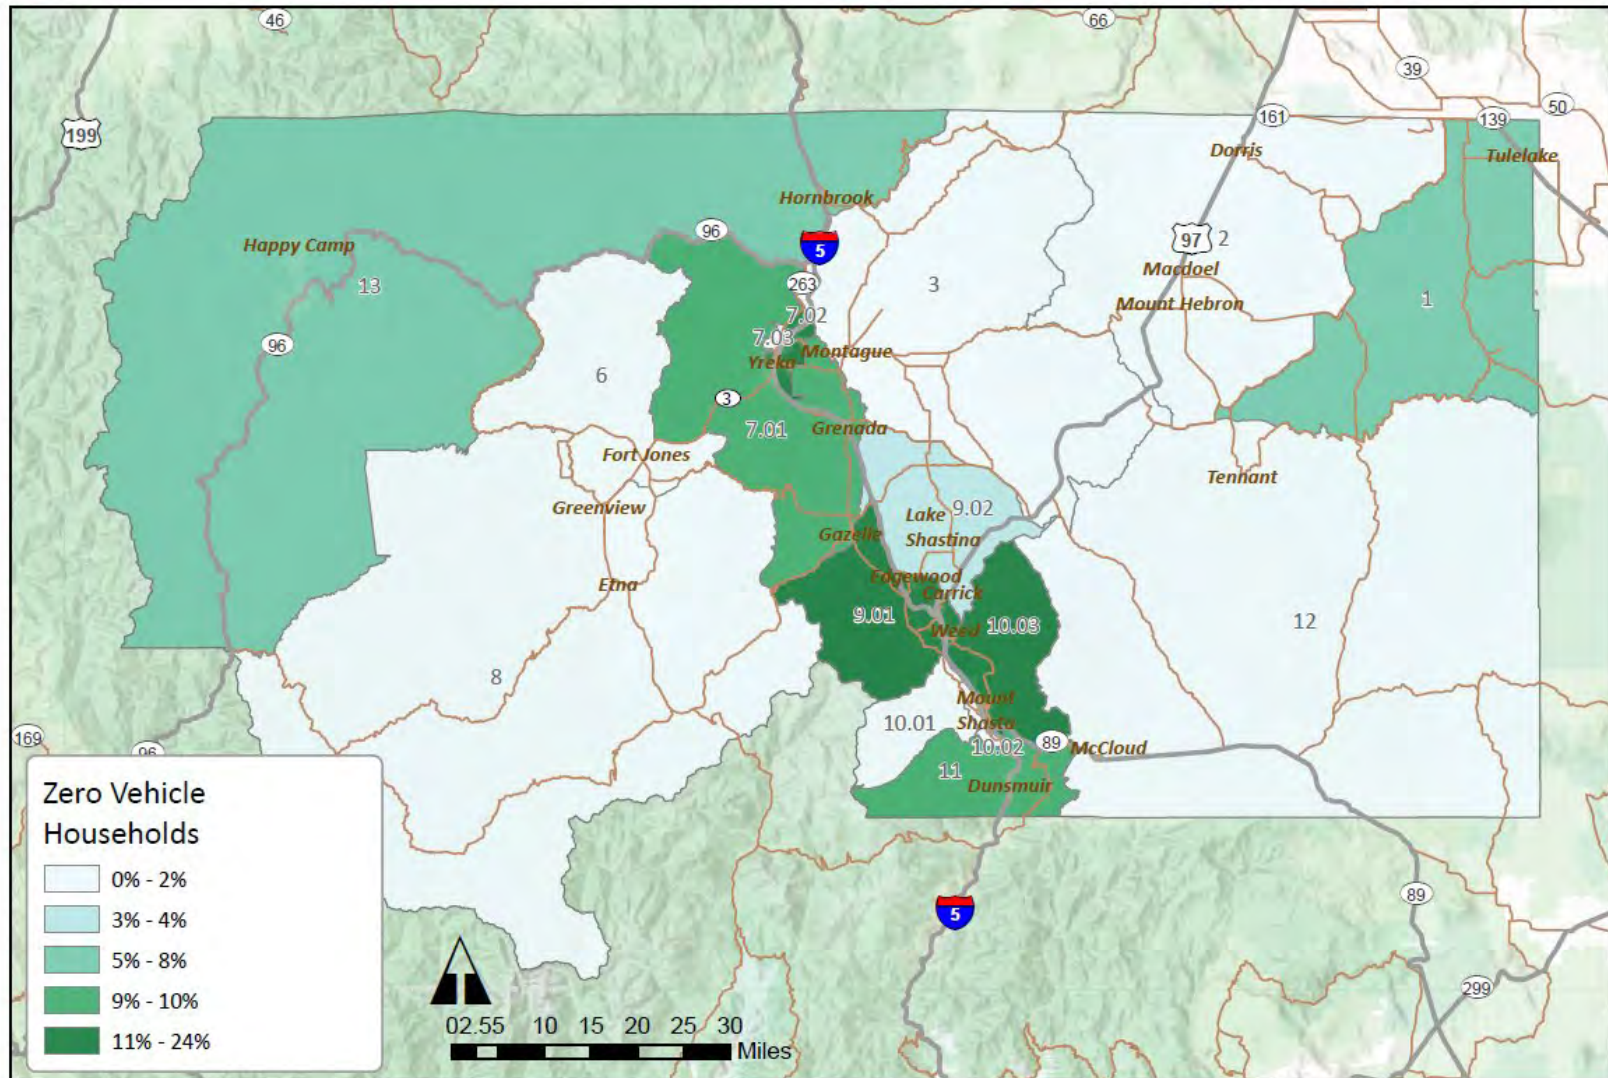 46
66
39
199
50
161
139
Dorris
Tulelake
Hornbrook
96
Happy Camp
5
97
2
Macdoel
13
263
3
Mount Hebron
1
7.02
7.03
96
Montague
Yreka
6
3
7.01
Grenada
Fort Jones
Tennant
Greenview
Lake
Shastina
9.02
Gazelle
Edgewood
Etna
Carrick
9.01
Weed
10.03
12
8
Mount
Shasta
10.01
169
96
10.02
89
McCloud
11
Dunsmuir
Zero Vehicle
Households
0% - 2%
3% - 4%
5% - 8%
9% - 10%
11% - 24%
89
5
299
02.55 10 15 20 25 30
Miles